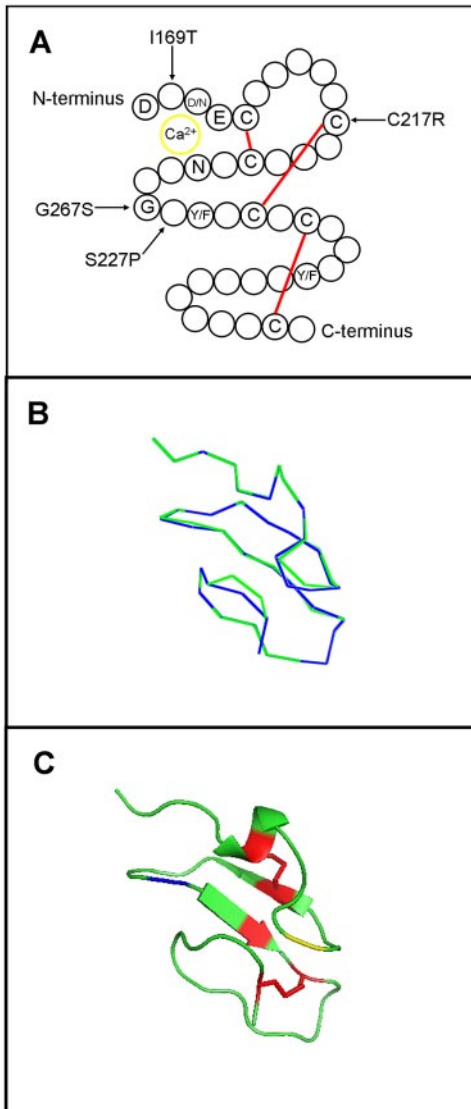 A
I169T
N-terminus
D
D/N
E
C
C
C217R
Ca2+
N
C
G267S
G
Y/F
C
C
S227P
Y/F
C
C-terminus
B
C